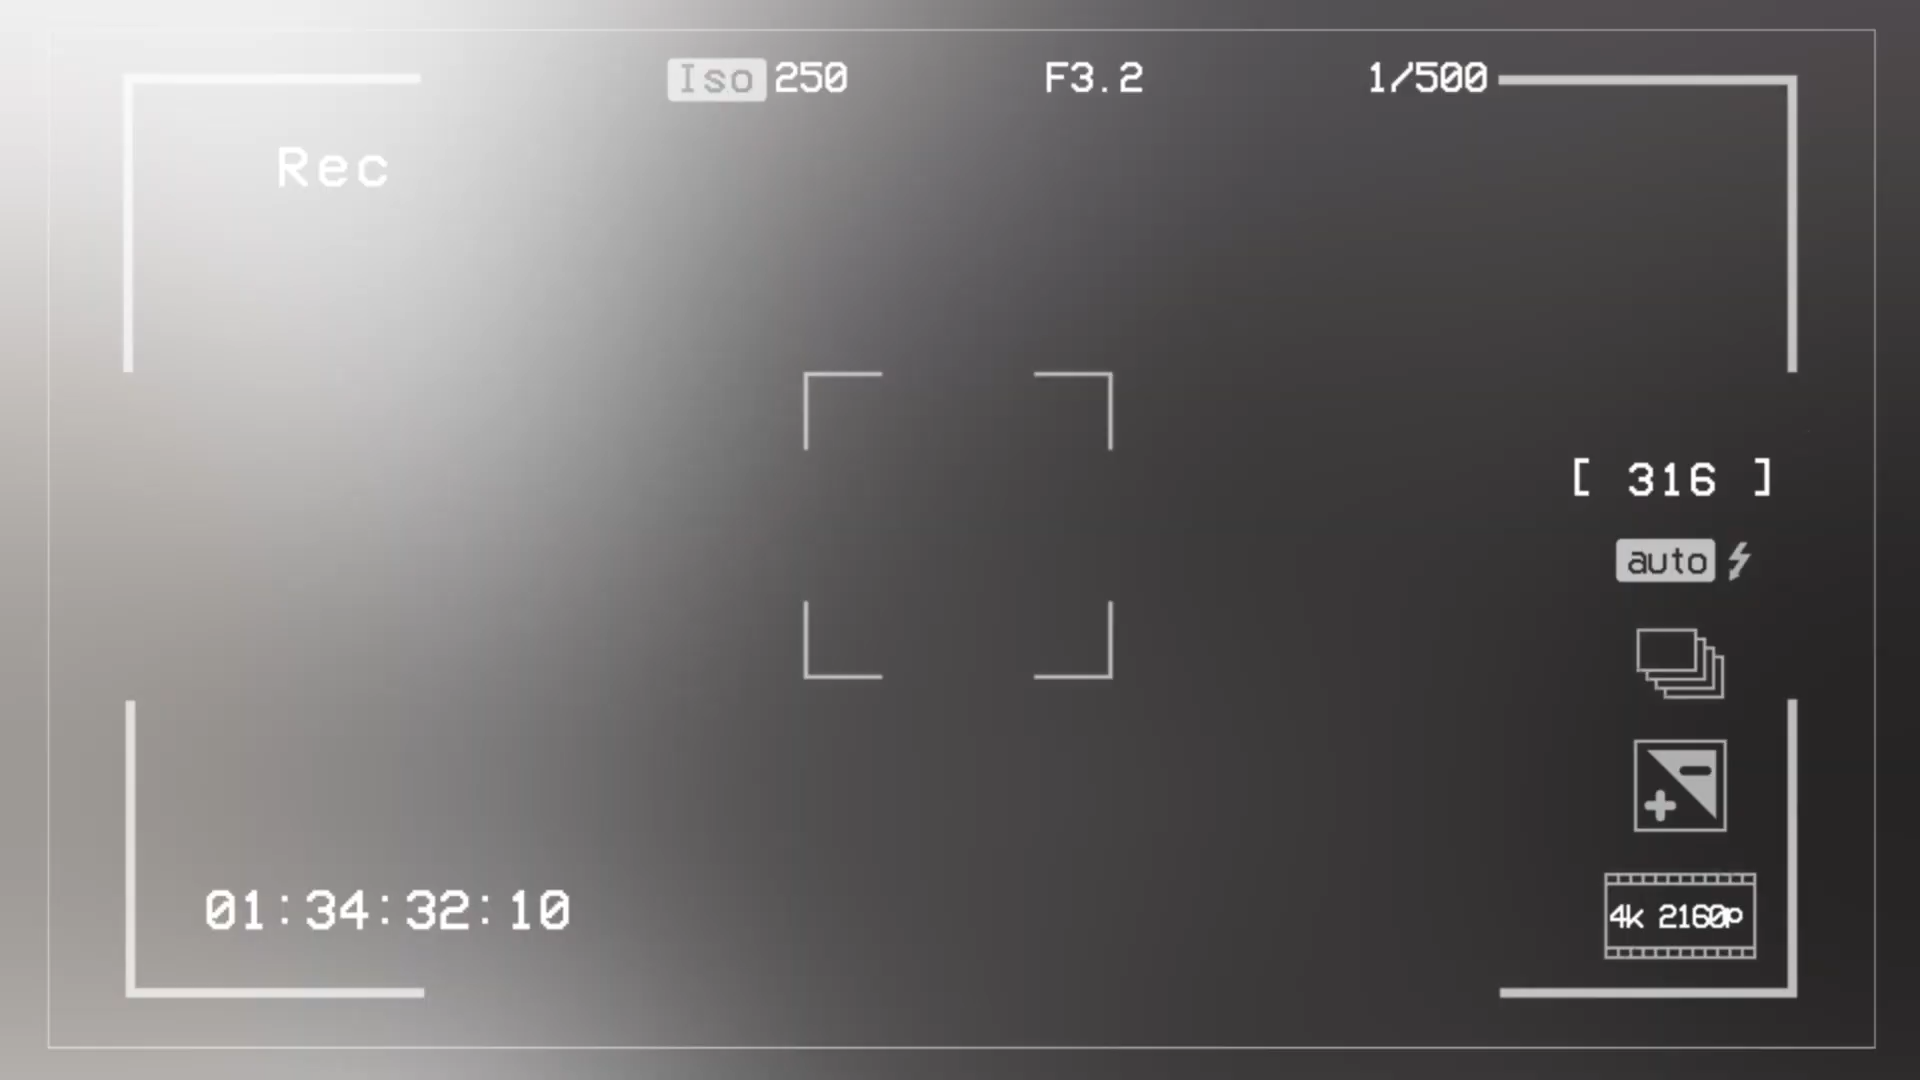 Iso 250 F3.2 1/500
Rec
[ 316 ]
auto
01:34:32:10
4k 2160p